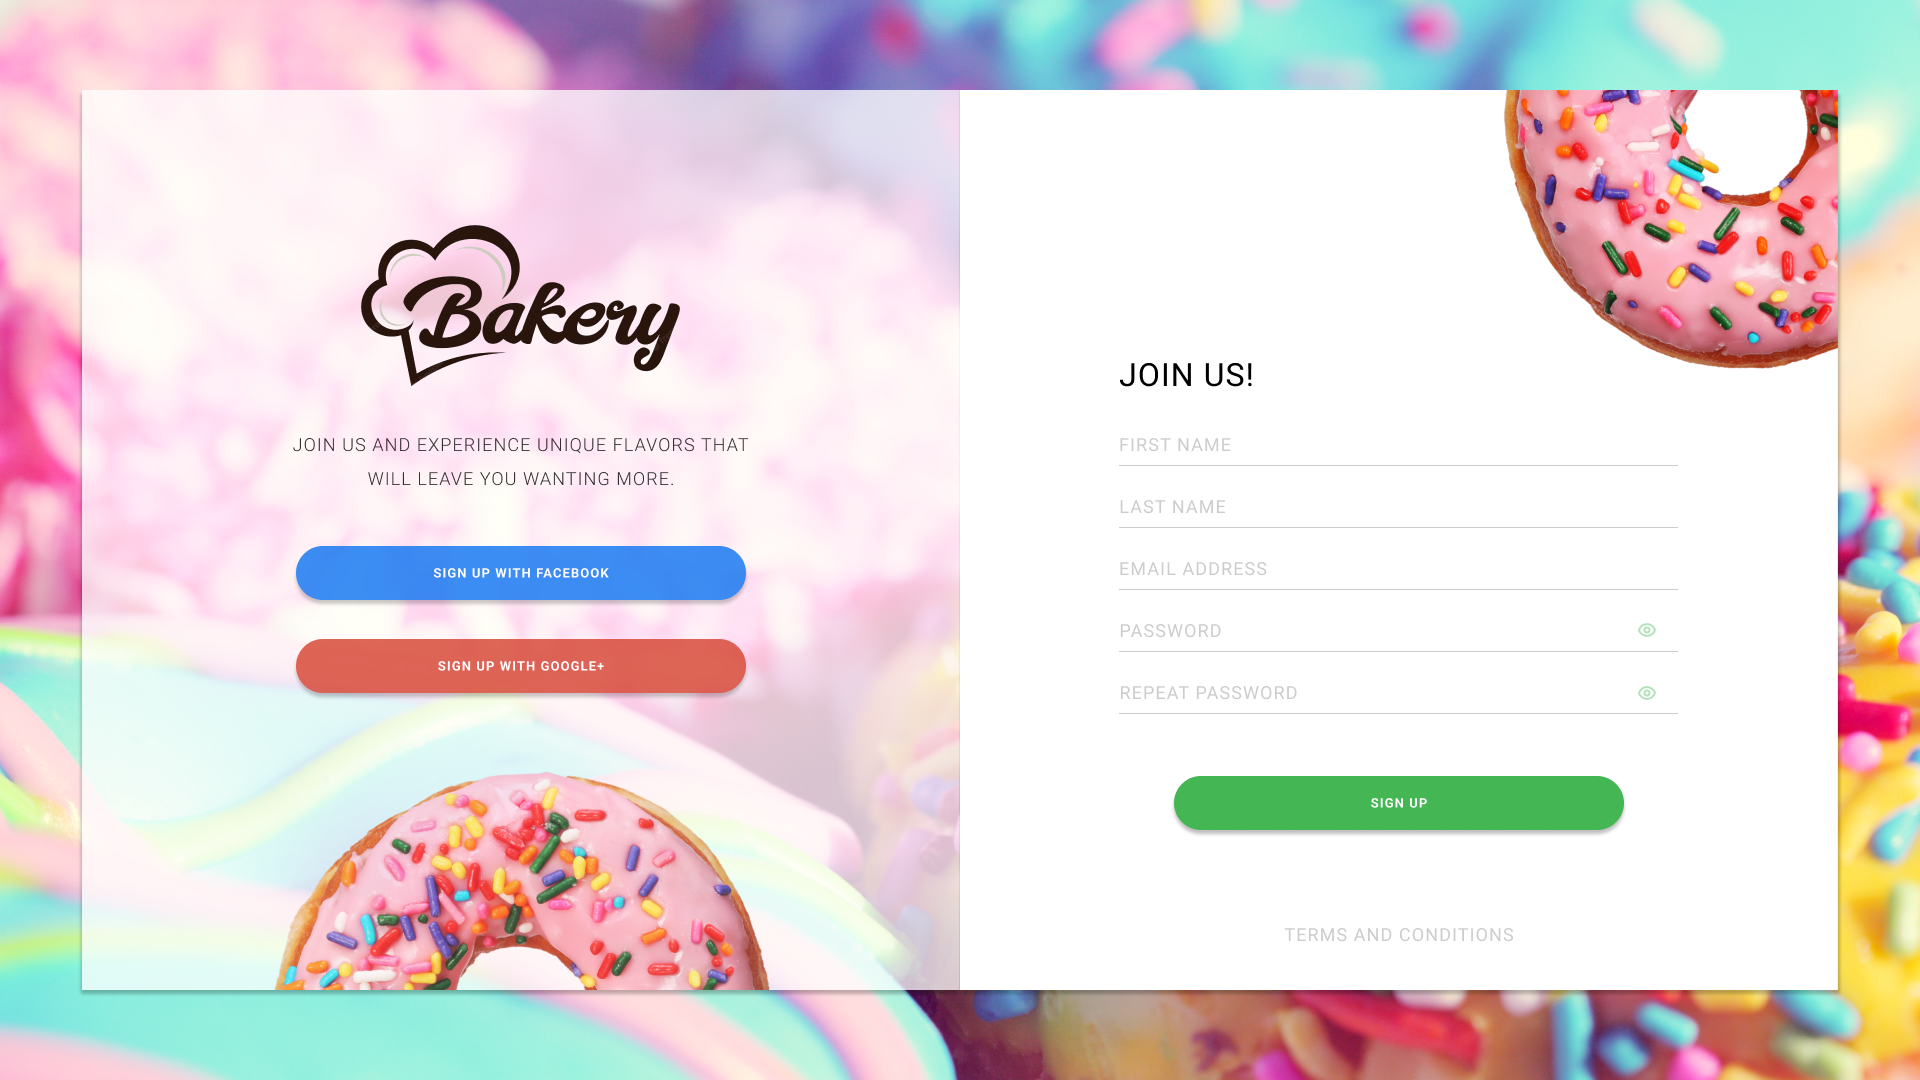 Bakery
JOIN US AND EXPERIENCE UNIQUE FLAVORS THAT
WILL LEAVE YOU WANTING MORE.
SIGN UP WITH FACEBOOK
SIGN UP WITH GOOGLE+
JOIN US!
FIRST NAME
LAST NAME
EMAIL ADDRESS
PASSWORD
REPEAT PASSWORD
SIGN UP
TERMS AND CONDITIONS